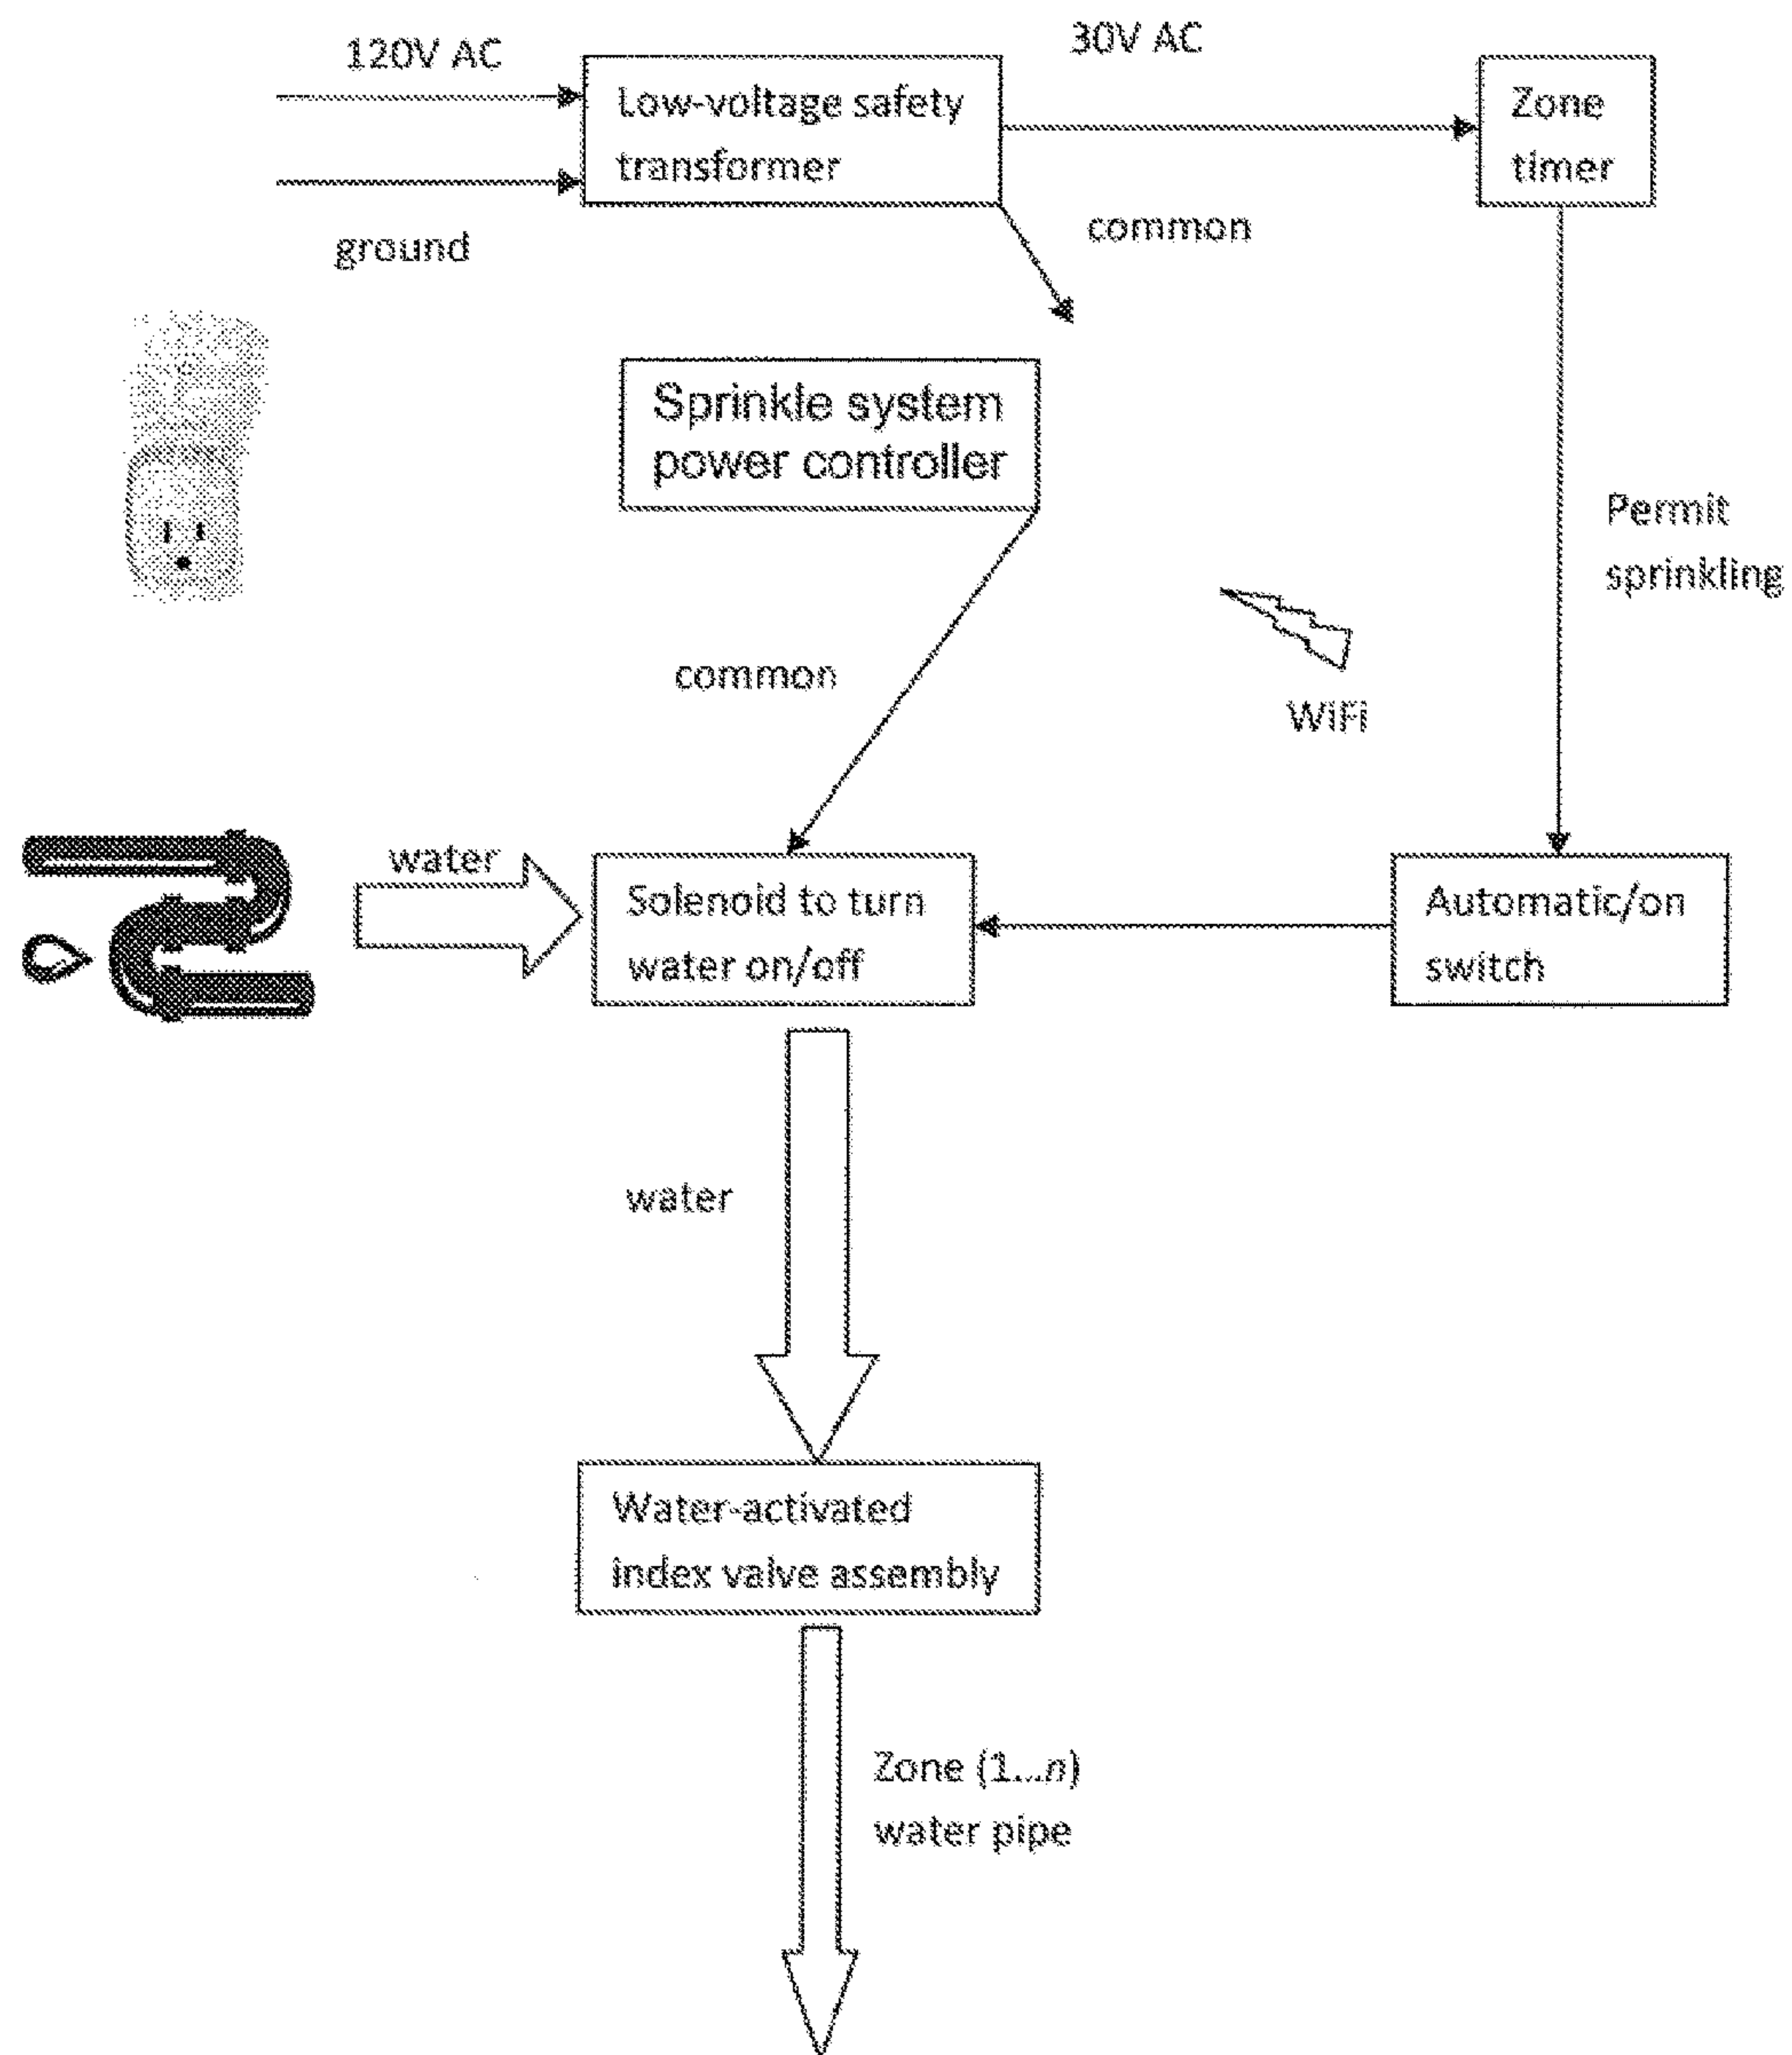 120V AC
30V AC
Low-voltage safety
transformer
Zone
timer
ground
common
Sprinkle system
power controller
Permit
sprinkling
common
WiFi
water
Solenoid to turn
water on/off
Automatic/on
switch
water
Water-activated
index valve assembly
Zone (1...n)
water pipe